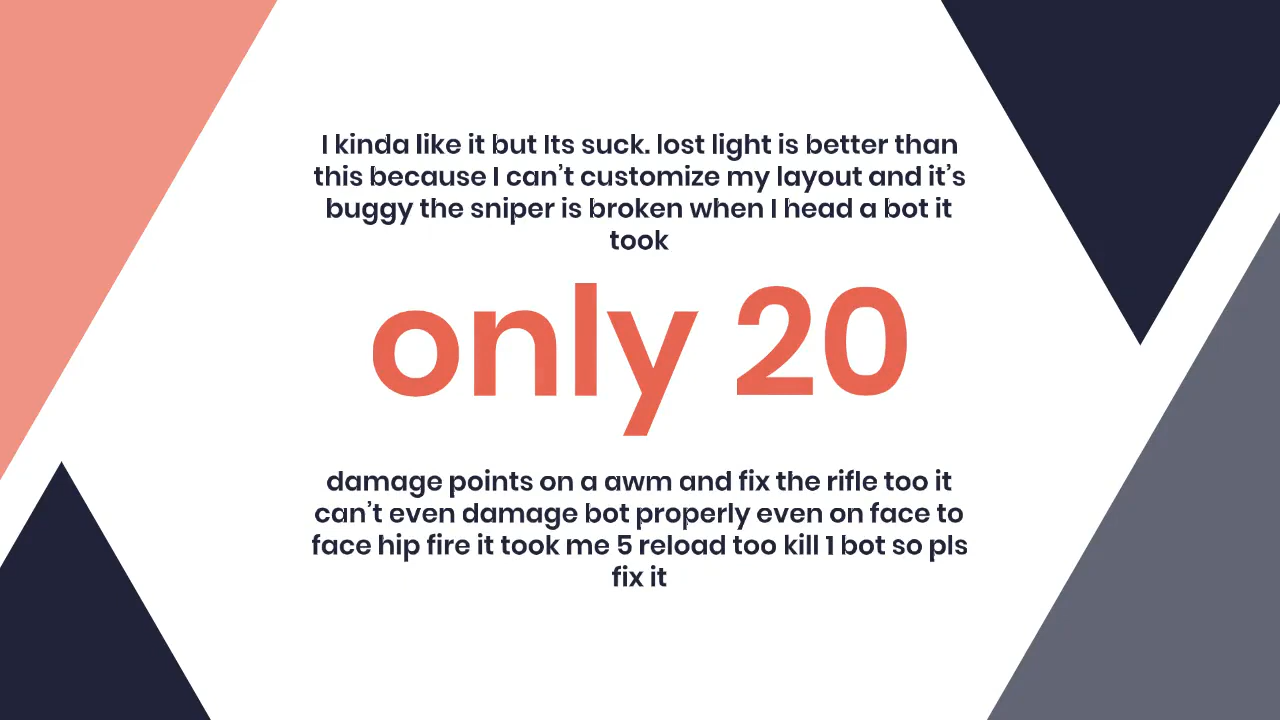 I kinda like it but Its suck. lost light is better than
this because I can’t customize my layout and it’s
buggy the sniper is broken when I head a bot it
took
only 20
damage points on a awm and fix the rifle too it
can’t even damage bot properly even on face to
face hip fire it took me 5 reload too kill 1 bot so pls
fix it